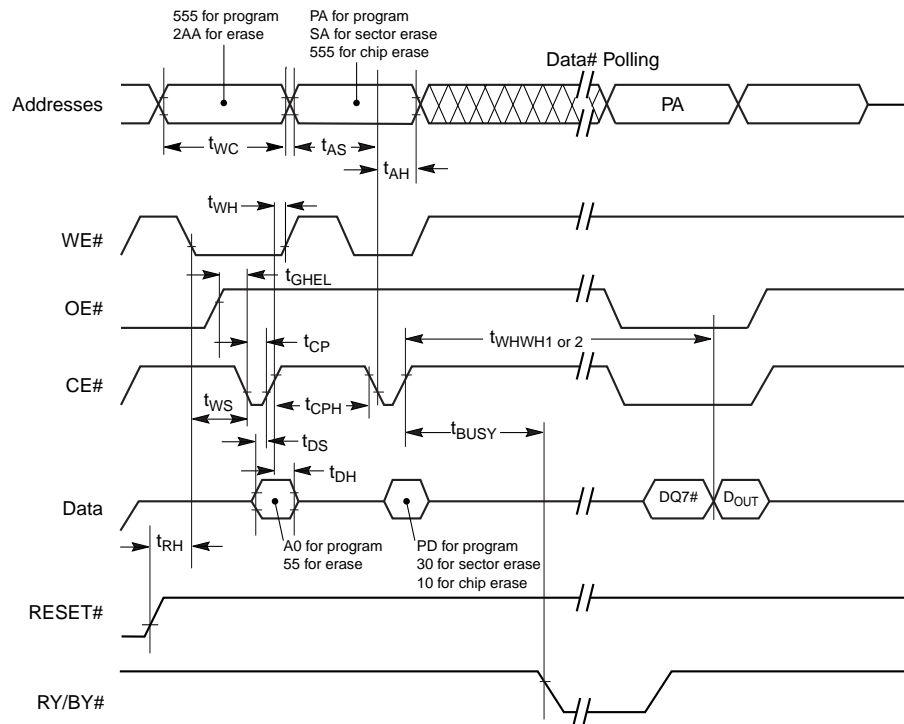 555 for program
2AA for erase
PA for program
SA for sector erase
555 for chip erase
Data# Polling
Addresses
PA
tWC
tAS
tAH
tWH
WE#
tGHEL
OE#
tCP
tWHWH1 or 2
CE#
tWS
tCPH
tBUSY
tDS
tDH
Data
DQ7#
DOUT
tRH
A0 for program
55 for erase
PD for program
30 for sector erase
10 for chip erase
RESET#
RY/BY#